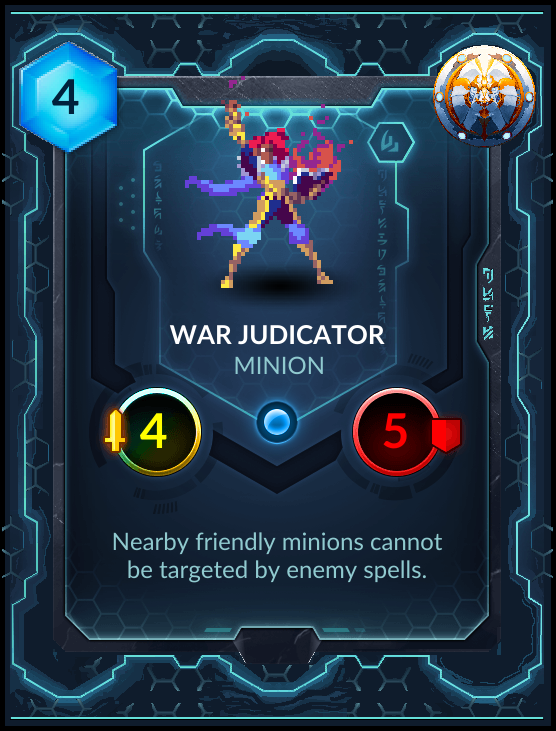 4
WAR JUDICATOR
MINION
4
5
Nearby friendly minions cannot
be targeted by enemy spells.